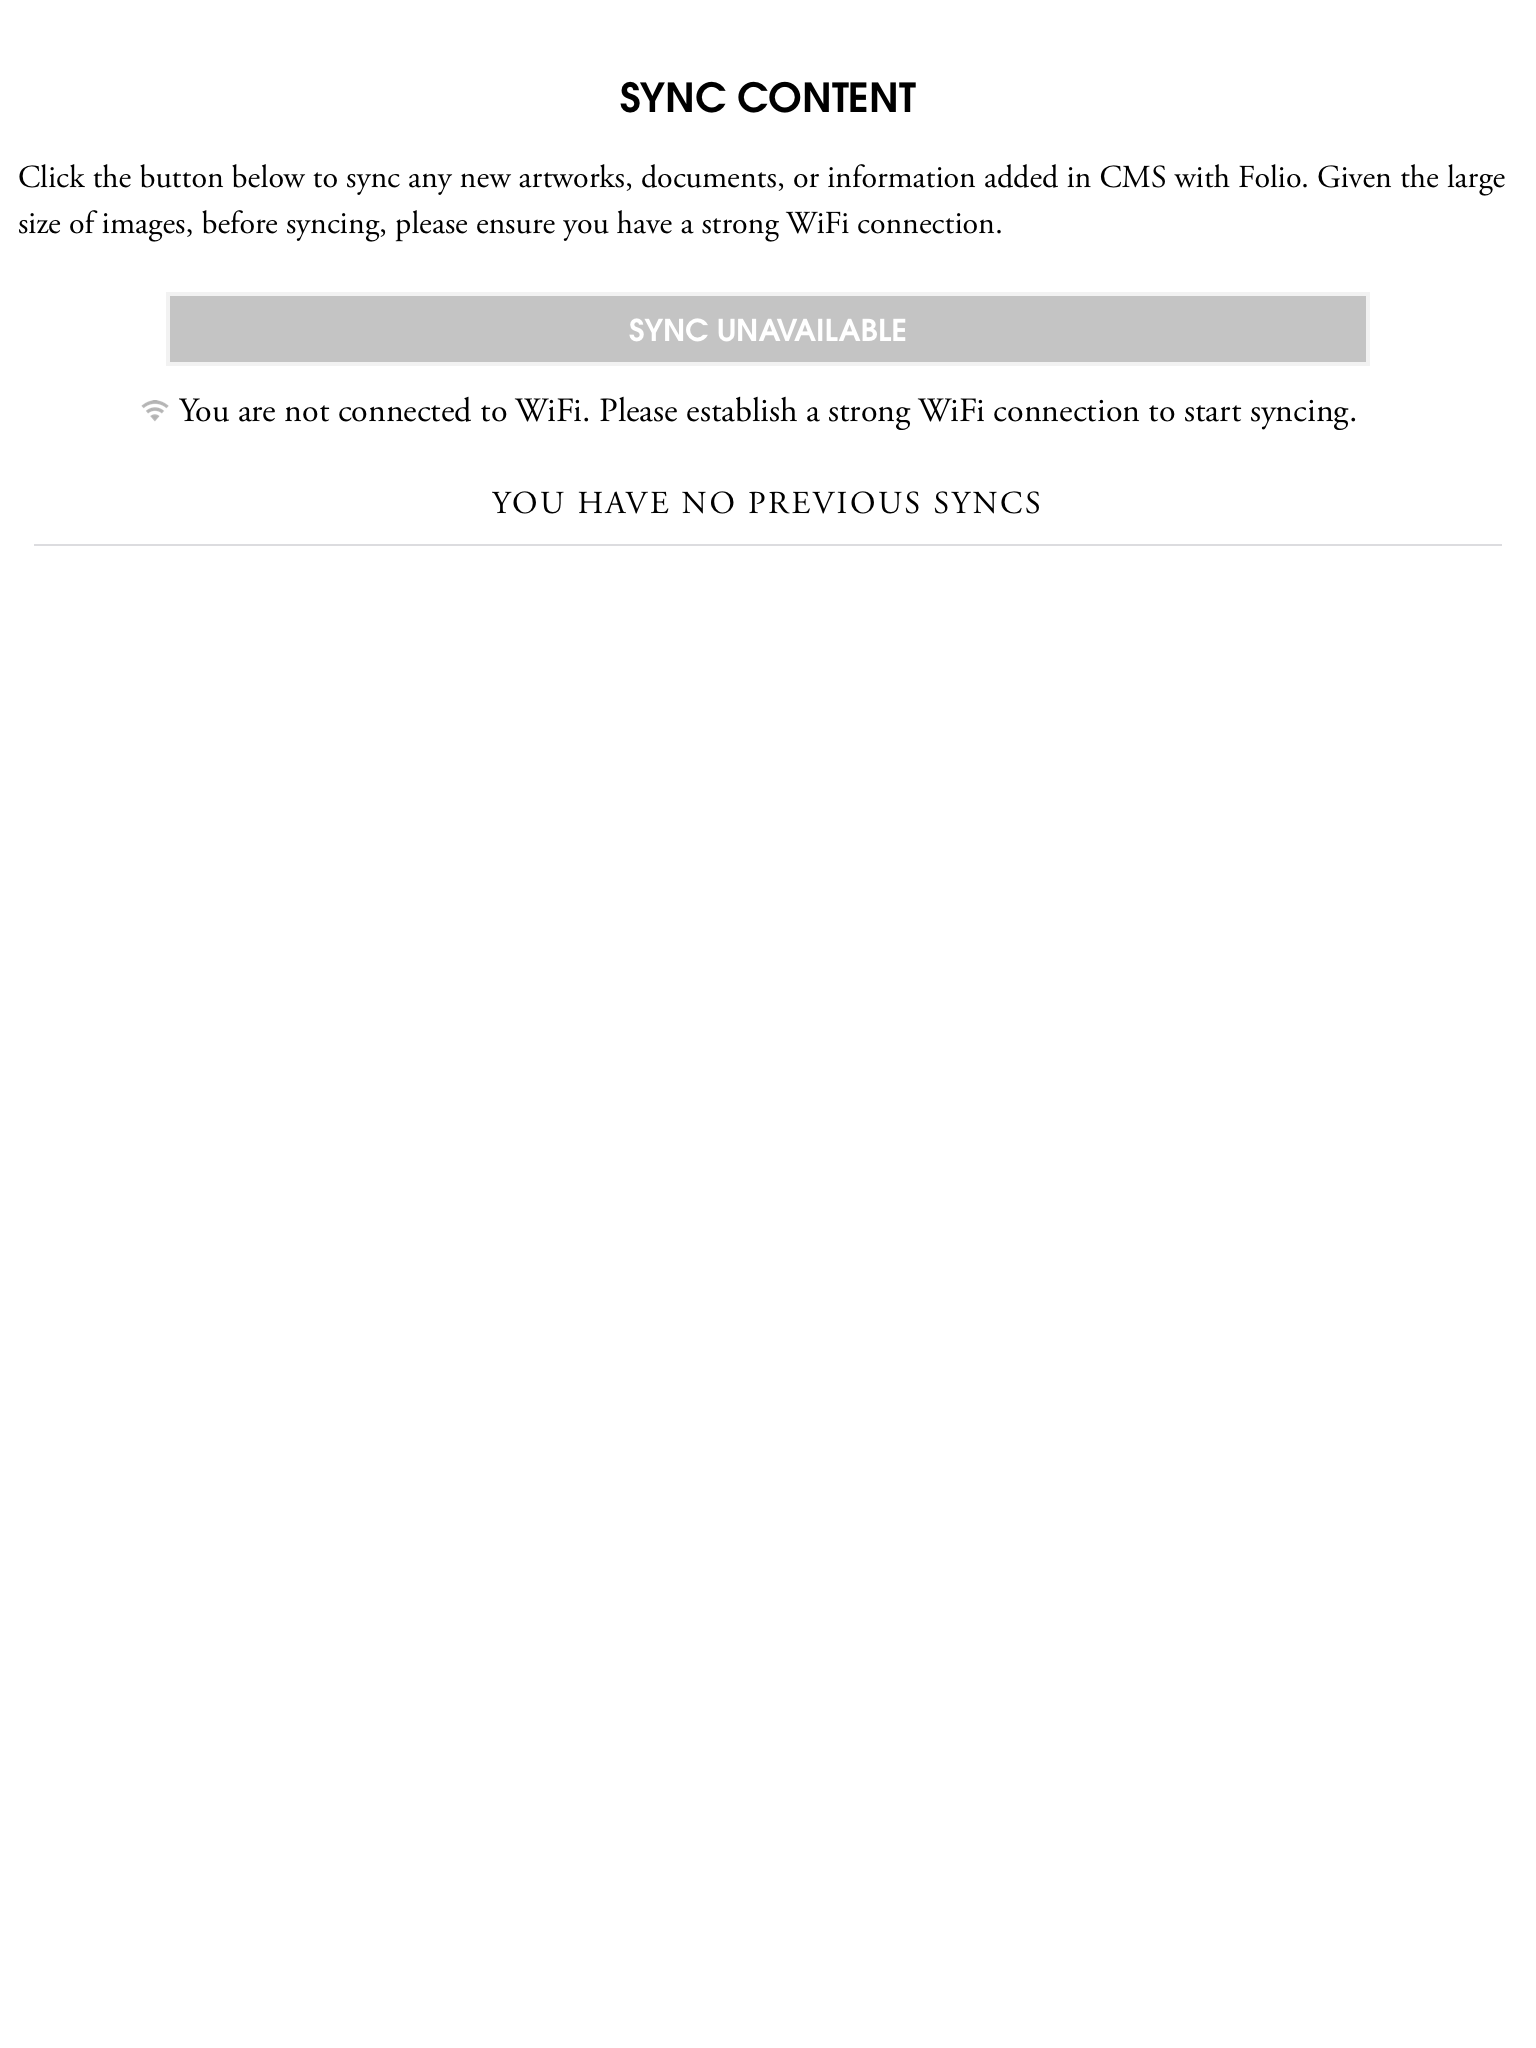 SYNC CONTENT
Click the button below to sync any new artworks, documents, or information added in CMS with Folio. Given the large
size of images, before syncing, please ensure you have a strong WiFi connection.
SYNC UNAVAILABLE
You are not connected to WiFi. Please establish a strong WiFi connection to start syncing.
YOU HAVE NO PREVIOUS SYNCS